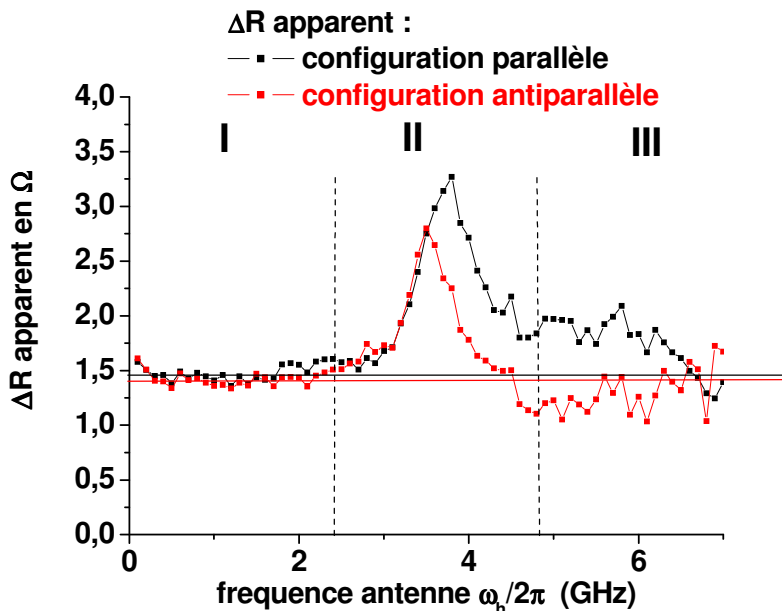 ΔR apparent :
configuration parallèle
configuration antiparallèle
4,0
3,5
3,0
2,5
2,0
1,5
1,0
0,5
0,0
I
II
III
ΔR apparent en Ω
0
2
4
6
frequence antenne ω_h/2π (GHz)